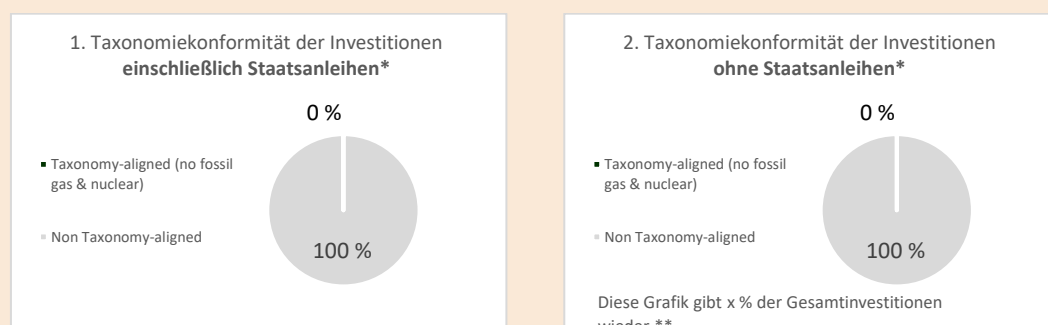 1. Taxonomiekonformität der Investitionen
einschließlich Staatsanleihen*
0 %
Taxonomy-aligned (no fossil
gas & nuclear)
Non Taxonomy-aligned
100 %
2. Taxonomiekonformität der Investitionen
ohne Staatsanleihen*
0 %
Taxonomy-aligned (no fossil
gas & nuclear)
Non Taxonomy-aligned
100 %
Diese Grafik gibt x % der Gesamtinvestitionen
wieder.**